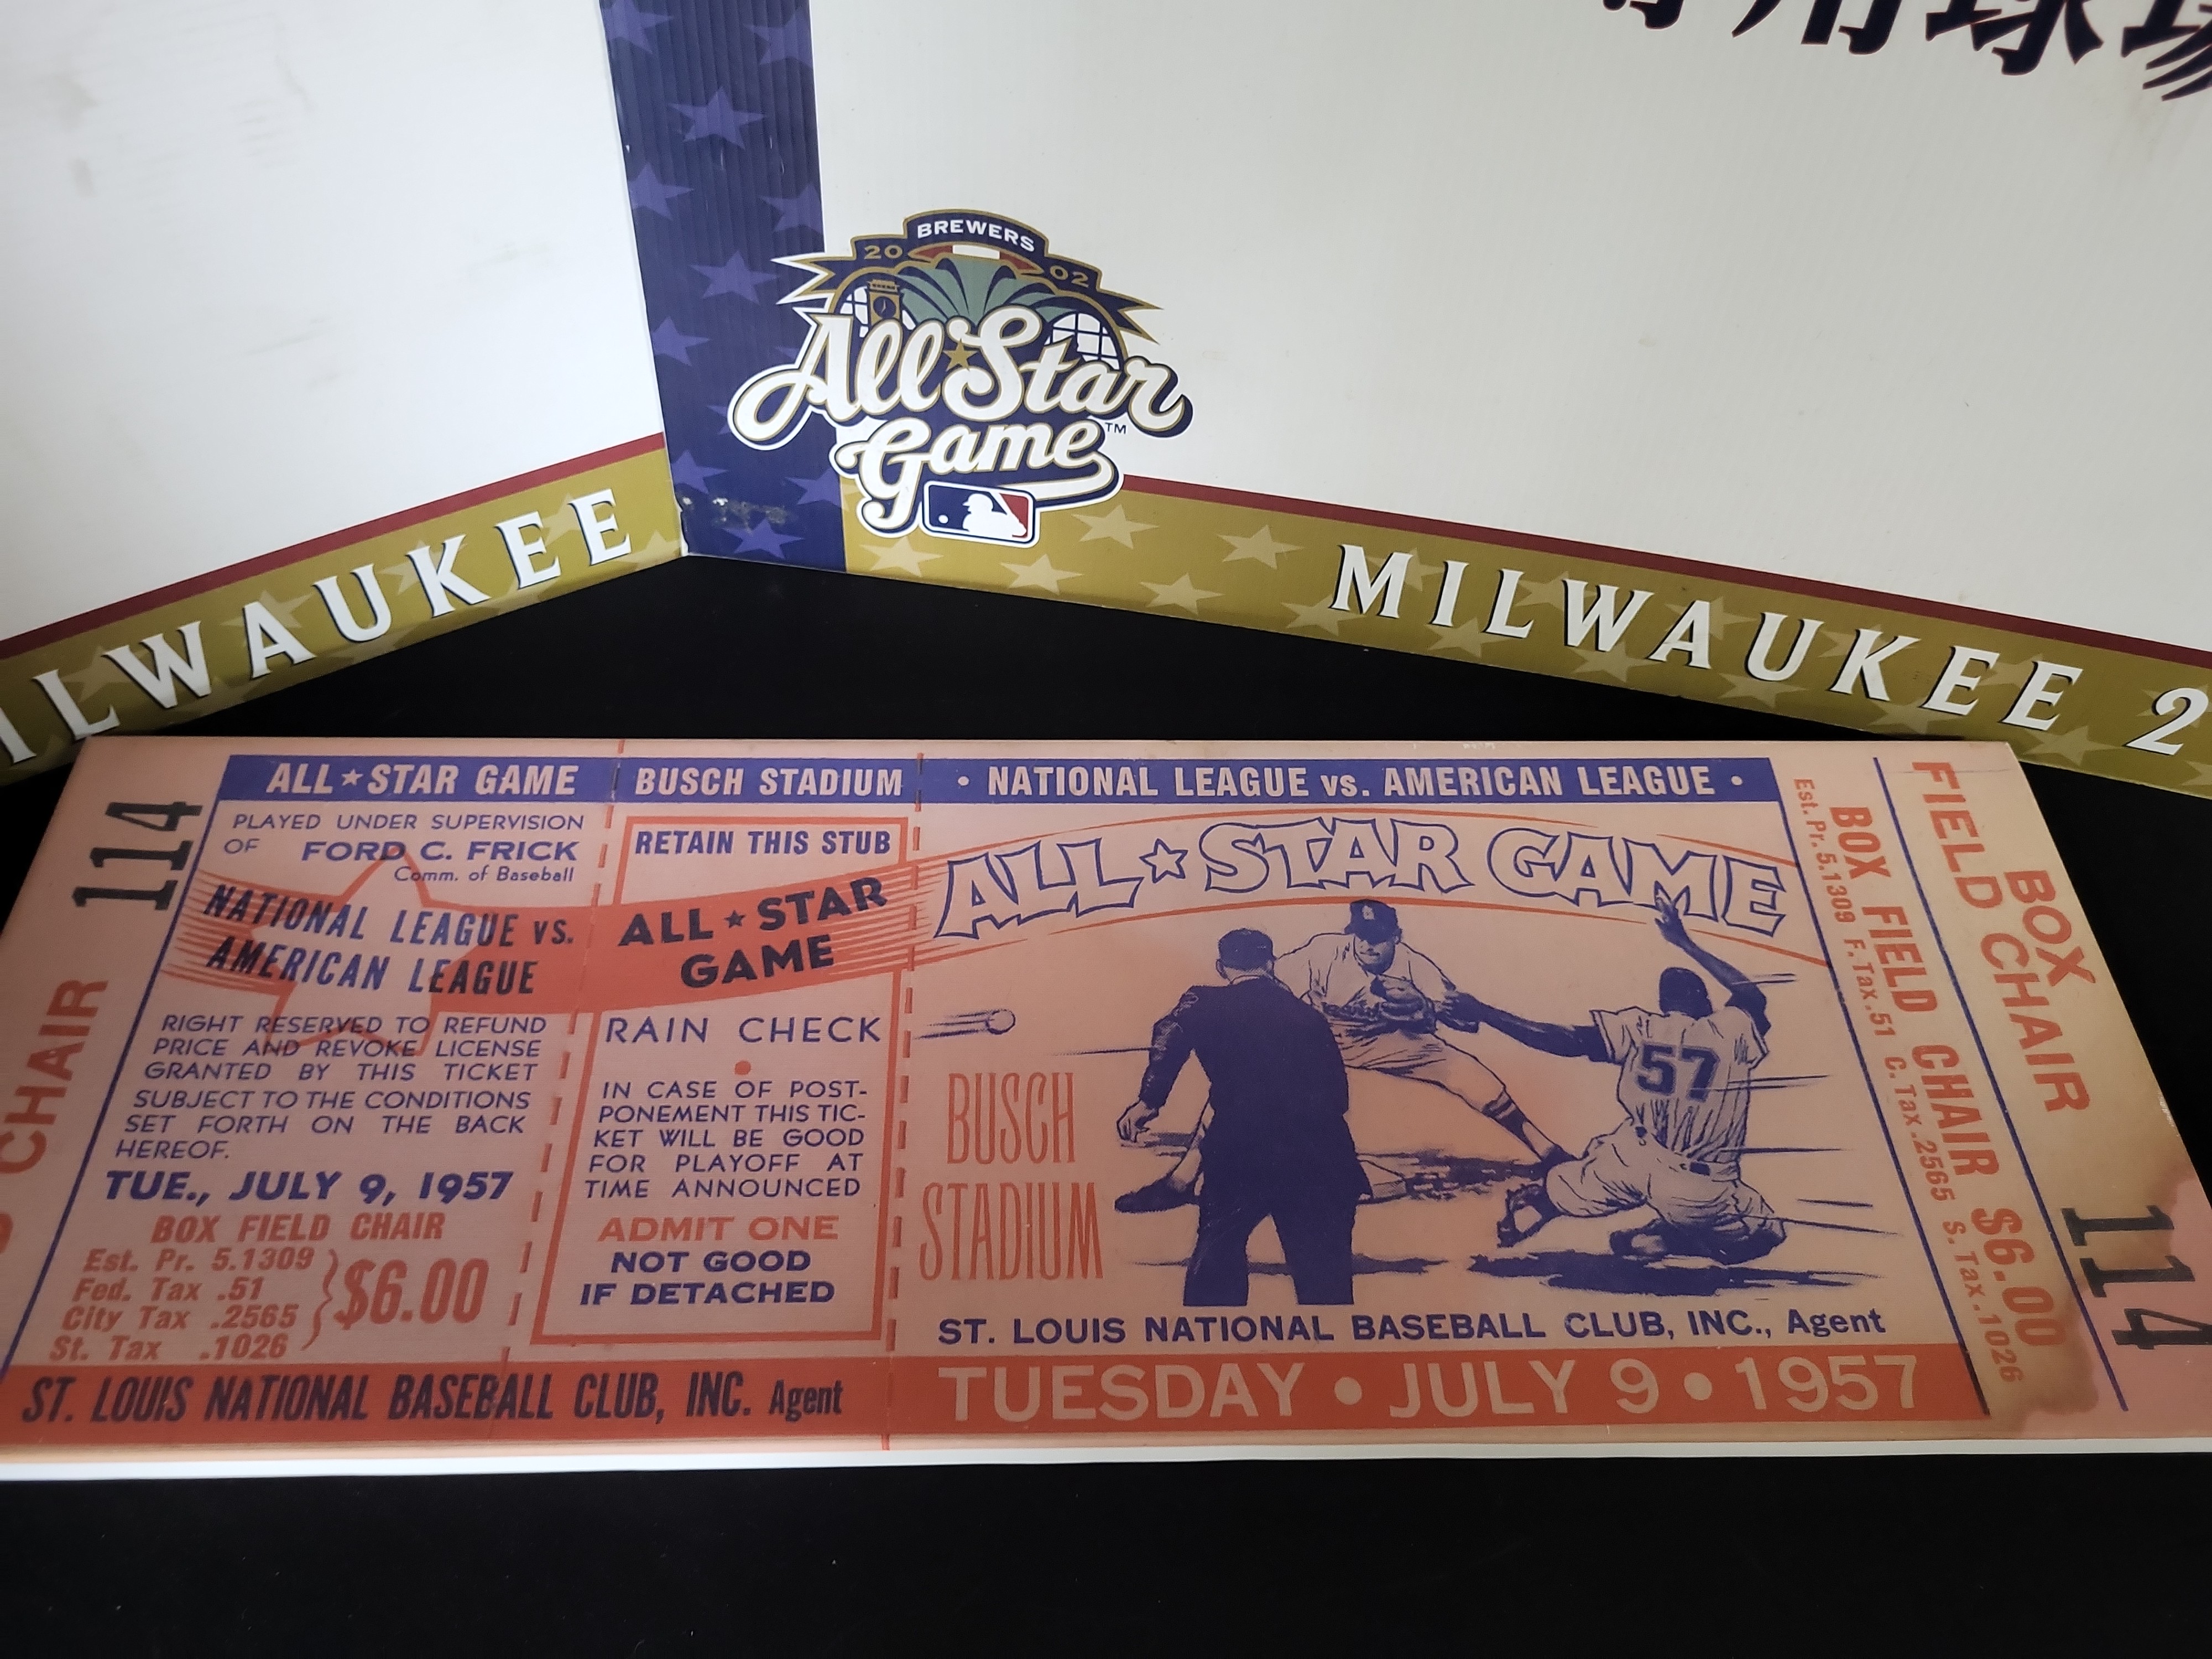 専用球場
BREWERS
20 02
All Star
Game
TM
MILWAUKEE
MILWAUKEE 2
114
CHAIR
ALL★STAR GAME
PLAYED UNDER SUPERVISION
OF FORD C. FRICK
Comm. of Baseball
NATIONAL LEAGUE VS.
AMERICAN LEAGUE
RIGHT RESERVED TO REFUND
PRICE AND REVOKE LICENSE
GRANTED BY THIS TICKET
SUBJECT TO THE CONDITIONS
SET FORTH ON THE BACK
HEREOF.
TUE., JULY 9, 1957
BOX FIELD CHAIR
Est. Pr. 5.1309
Fed. Tax .51
City Tax .2565
St. Tax .1026
$6.00
ST. LOUIS NATIONAL BASEBALL CLUB, INC. Agent
BUSCH STADIUM
RETAIN THIS STUB
ALL★STAR
GAME
RAIN CHECK
IN CASE OF POST-
PONEMENT THIS TIC-
KET WILL BE GOOD
FOR PLAYOFF AT
TIME ANNOUNCED
ADMIT ONE
NOT GOOD
IF DETACHED
• NATIONAL LEAGUE vs. AMERICAN LEAGUE •
ALL★STAR GAME
57
BUSCH
STADIUM
ST. LOUIS NATIONAL BASEBALL CLUB, INC., Agent
TUESDAY • JULY 9 • 1957
Est. Pr. 5.1309 F. Tax .51 C. Tax .2565 S. Tax .1026
BOX FIELD CHAIR $6.00
FIELD CHAIR
BOX
114